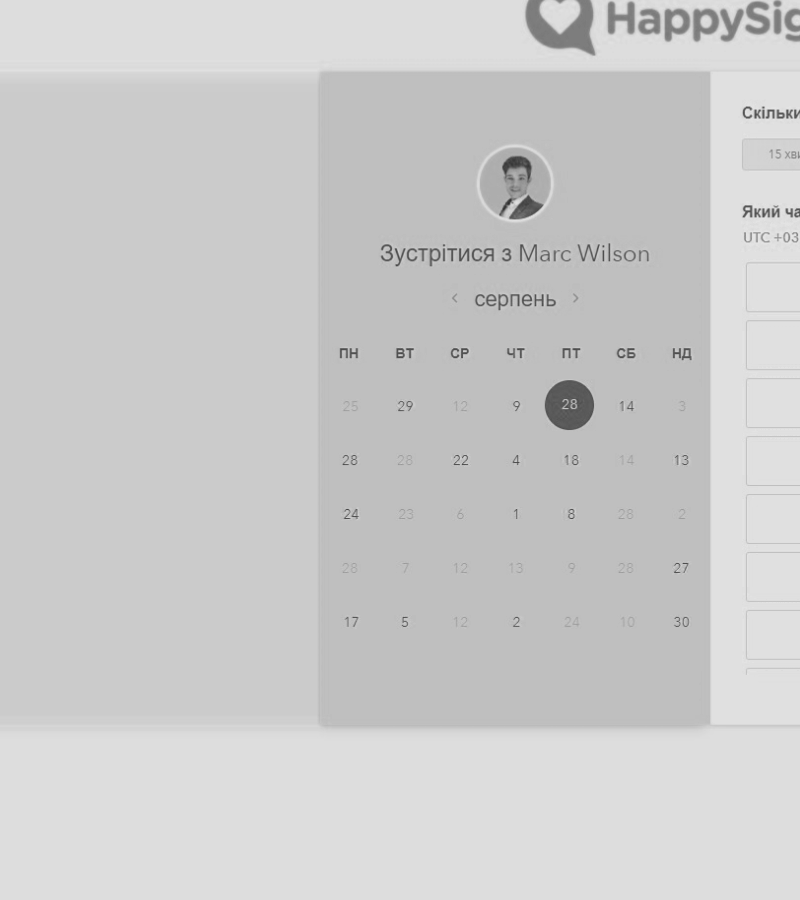 HappySig
Зустрітися з Marc Wilson
‹ серпень ›
ПН ВТ СР ЧТ ПТ СБ НД
25 29 12 9 28 14 3
28 28 22 4 18 14 13
24 23 6 1 8 28 2
28 7 12 13 9 28 27
17 5 12 2 24 10 30
Скільки
15 хви
Який ча
UTC +03